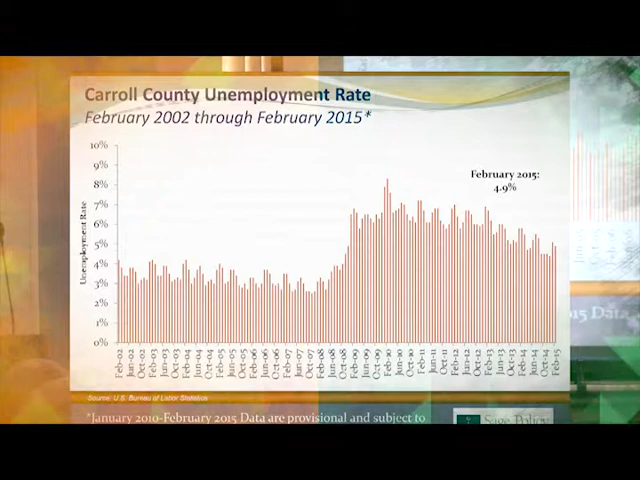 Carroll County Unemployment Rate
February 2002 through February 2015*
10%
9%
8%
7%
6%
5%
4%
3%
2%
1%
0%
Unemployment Rate
February 2015:
4.9%
Feb-02
Jun-02
Oct-02
Feb-03
Jun-03
Oct-03
Feb-04
Jun-04
Oct-04
Feb-05
Jun-05
Oct-05
Feb-06
Jun-06
Oct-06
Feb-07
Jun-07
Oct-07
Feb-08
Jun-08
Oct-08
Feb-09
Jun-09
Oct-09
Feb-10
Jun-10
Oct-10
Feb-11
Jun-11
Oct-11
Feb-12
Jun-12
Oct-12
Feb-13
Jun-13
Oct-13
Feb-14
Jun-14
Oct-14
Feb-15
Source: U.S. Bureau of Labor Statistics
*January 2010-February 2015 Data are provisional and subject to
Sage Policy
15 Data